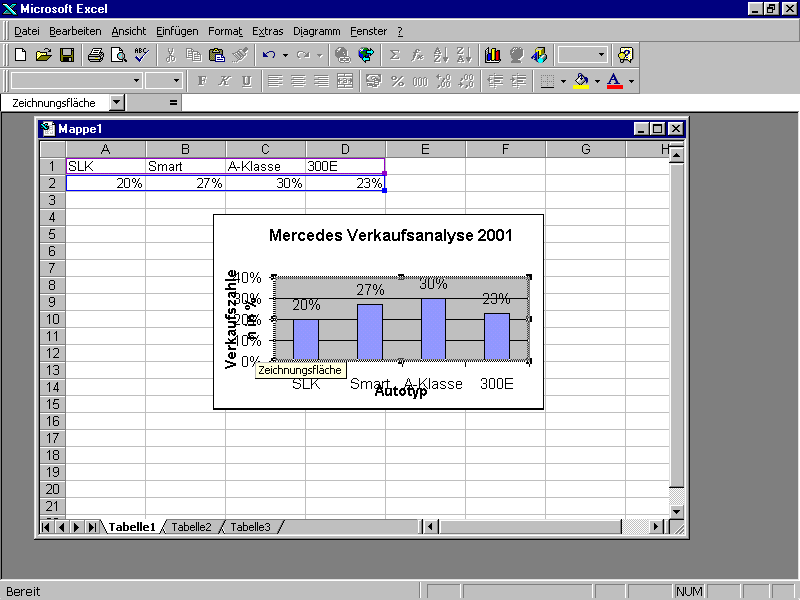 Microsoft Excel
Datei Bearbeiten Ansicht Einfügen Format Extras Diagramm Fenster ?
F K U
% 000
Zeichnungsfläche =
Mappe1
A B C D E F G H
1 SLK Smart A-Klasse 300E
2 20% 27% 30% 23%
3
4
5
6
7
8
9
10
11
12
13
14
15
16
17
18
19
20
21
Mercedes Verkaufsanalyse 2001
Verkaufszahle
n in %
40%
30%
20%
10%
0%
20% 27% 30% 23%
Zeichnungsfläche
SLK Smart A-Klasse 300E
Autotyp
Tabelle1 Tabelle2 Tabelle3
Bereit NUM